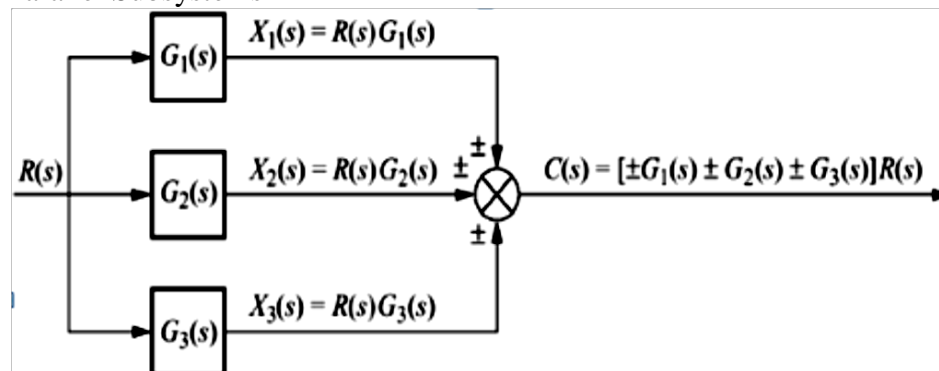 X₁(s) = R(s)G₁(s)
G₁(s)
±
R(s)
X₂(s) = R(s)G₂(s)
±
C(s) = [±G₁(s) ± G₂(s) ± G₃(s)]R(s)
G₂(s)
±
X₃(s) = R(s)G₃(s)
G₃(s)